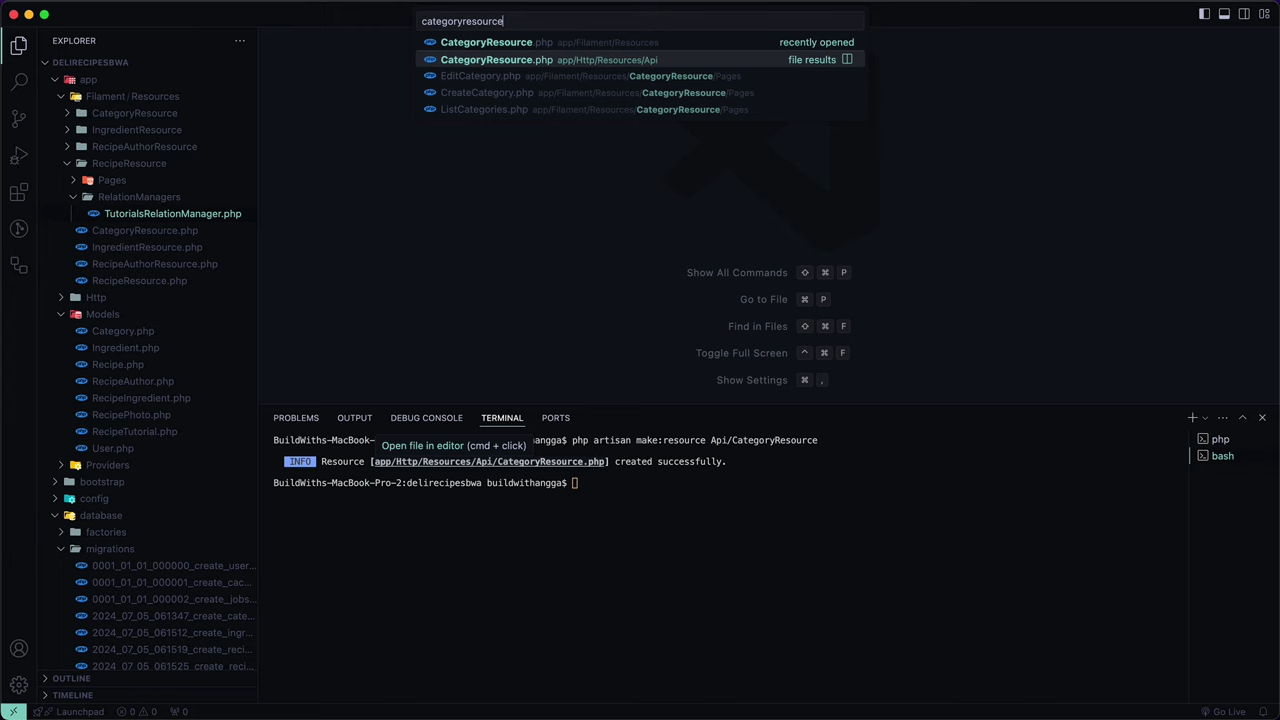 categoryresource
CategoryResource.php app/Filament/Resources recently opened
CategoryResource.php app/Http/Resources/Api file results
EditCategory.php app/Filament/Resources/CategoryResource/Pages
CreateCategory.php app/Filament/Resources/CategoryResource/Pages
ListCategories.php app/Filament/Resources/CategoryResource/Pages
EXPLORER
DELIRECIPESBWA
app
Filament / Resources
CategoryResource
IngredientResource
RecipeAuthorResource
RecipeResource
Pages
RelationManagers
TutorialsRelationManager.php
CategoryResource.php
IngredientResource.php
RecipeAuthorResource.php
RecipeResource.php
Http
Models
Category.php
Ingredient.php
Recipe.php
RecipeAuthor.php
RecipeIngredient.php
RecipePhoto.php
RecipeTutorial.php
User.php
Providers
bootstrap
config
database
factories
migrations
0001_01_01_000000_create_user...
0001_01_01_000001_create_cac...
0001_01_01_000002_create_jobs...
2024_07_05_061347_create_cate...
2024_07_05_061512_create_ingr...
2024_07_05_061519_create_reci...
2024_07_05_061525_create_reci...
OUTLINE
TIMELINE
Show All Commands ⇧ ⌘ P
Go to File ⌘ P
Find in Files ⇧ ⌘ F
Toggle Full Screen ^ ⌘ F
Show Settings ⌘ ,
PROBLEMS OUTPUT DEBUG CONSOLE TERMINAL PORTS
BuildWiths-MacBook- angga$ php artisan make:resource Api/CategoryResource
Open file in editor (cmd + click)
INFO Resource [app/Http/Resources/Api/CategoryResource.php] created successfully.
BuildWiths-MacBook-Pro-2:delirecipesbwa buildwithangga$
php
bash
Launchpad 0 0 0 Go Live